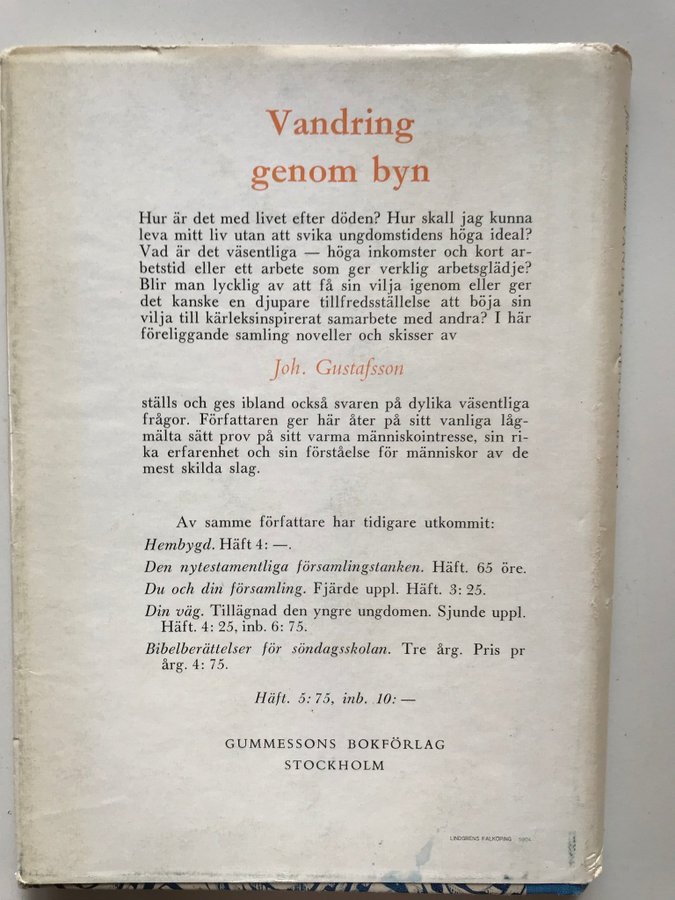 Vandring
genom byn
Hur är det med livet efter döden? Hur skall jag kunna
leva mitt liv utan att svika ungdomstidens höga ideal?
Vad är det väsentliga — höga inkomster och kort ar-
betstid eller ett arbete som ger verklig arbetsglädje?
Blir man lycklig av att få sin vilja igenom eller ger
det kanske en djupare tillfredsställelse att böja sin
vilja till kärleksinspirerat samarbete med andra? I här
föreliggande samling noveller och skisser av
Joh. Gustafsson
ställs och ges ibland också svaren på dylika väsentliga
frågor. Författaren ger här åter på sitt vanliga låg-
mälta sätt prov på sitt varma människointresse, sin ri-
ka erfarenhet och sin förståelse för människor av de
mest skilda slag.
Av samme författare har tidigare utkommit:
Hembygd. Häft 4: —.
Den nytestamentliga församlingstanken. Häft. 65 öre.
Du och din församling. Fjärde uppl. Häft. 3: 25.
Din väg. Tillägnad den yngre ungdomen. Sjunde uppl.
Häft. 4: 25, inb. 6: 75.
Bibelberättelser för söndagsskolan. Tre årg. Pris pr
årg. 4: 75.
Häft. 5: 75, inb. 10: —
GUMMESSONS BOKFÖRLAG
STOCKHOLM
LINDGRENS FALKÖPING